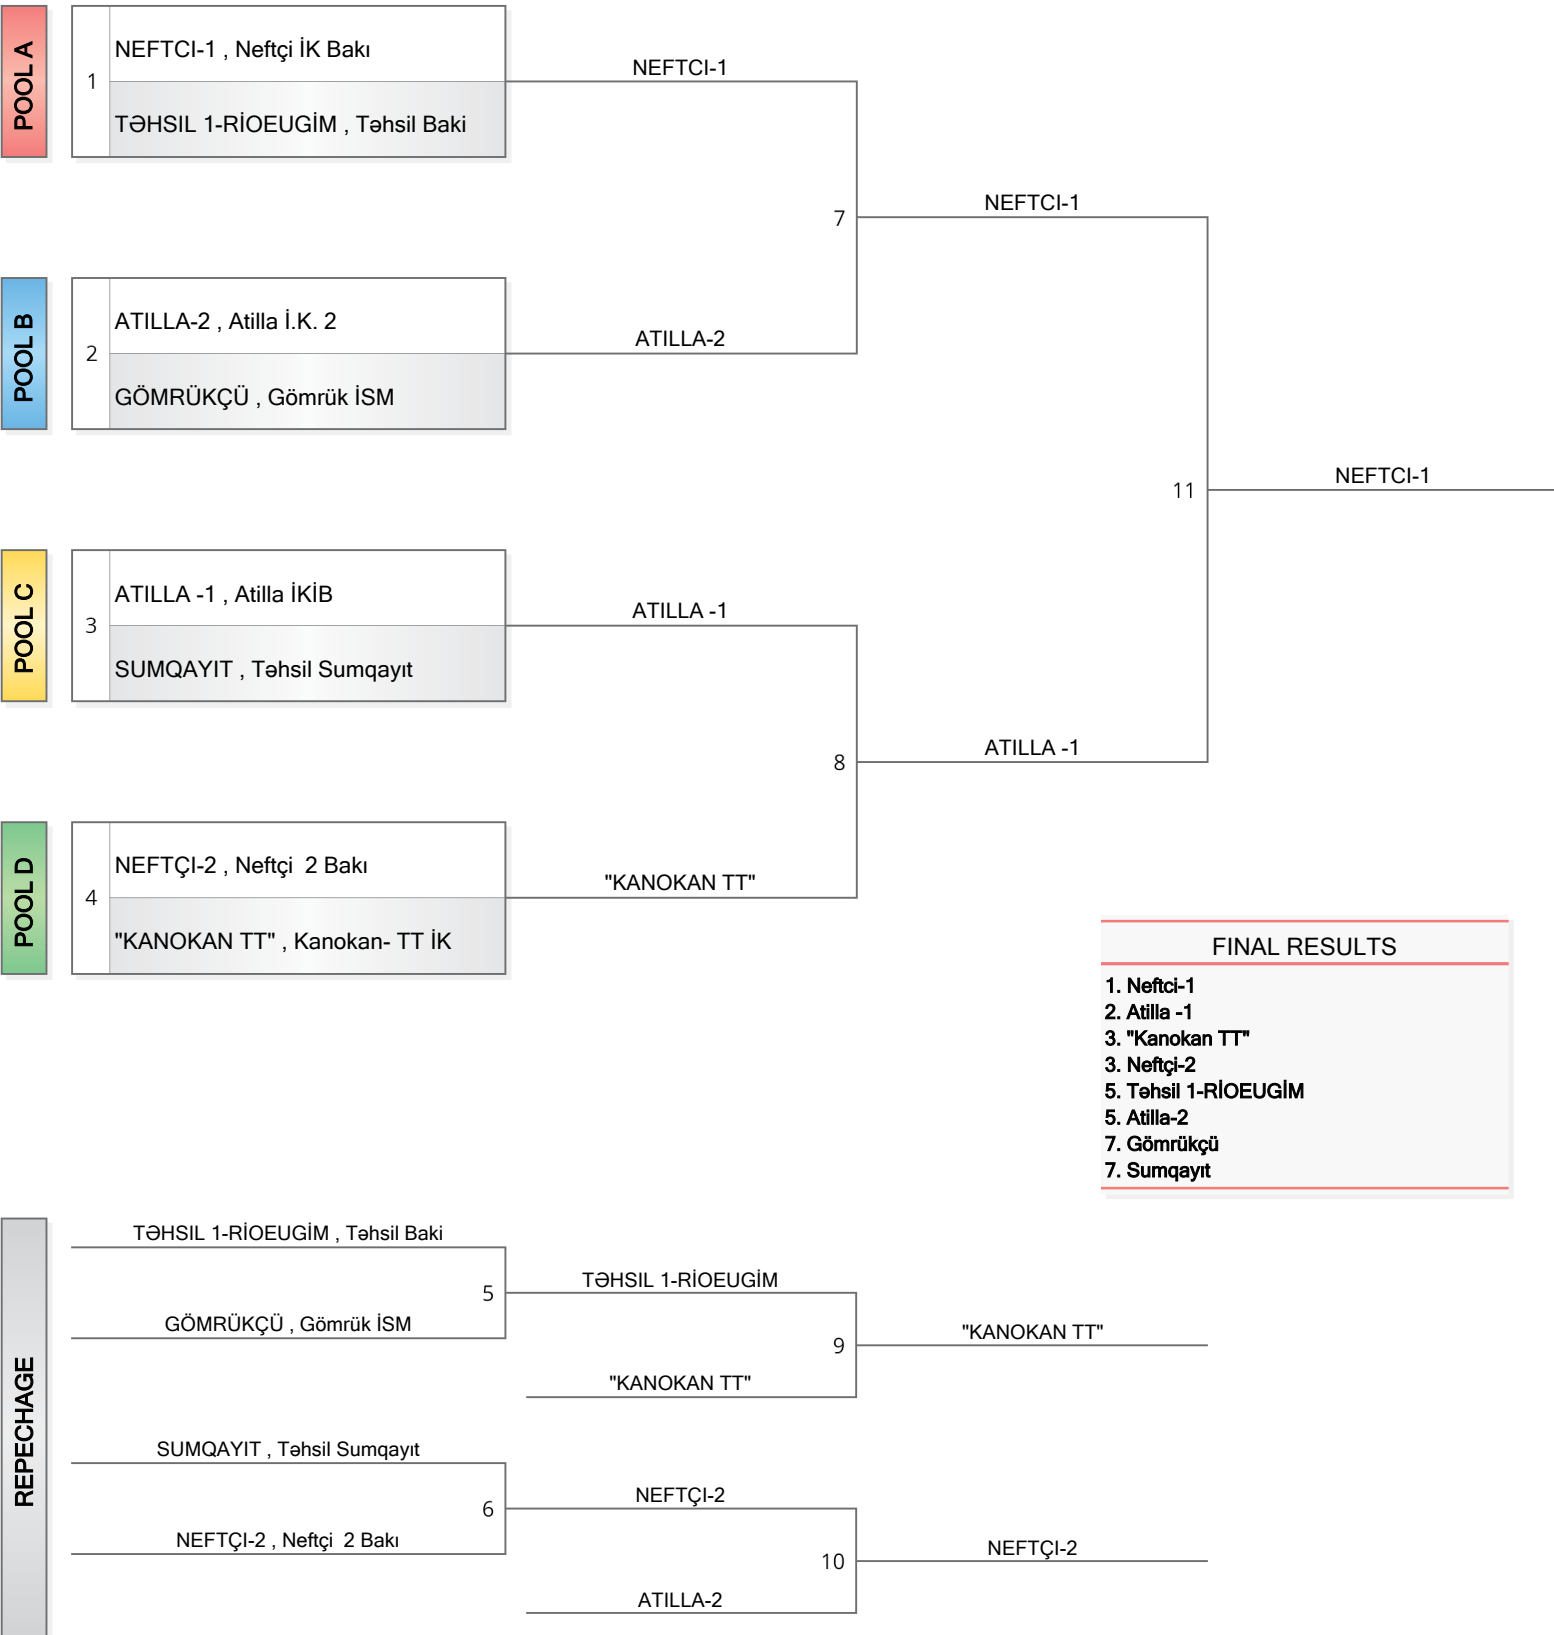 POOL A
1
NEFTCI-1 , Neftçi İK Bakı
TƏHSIL 1-RİOEUGİM , Təhsil Baki
NEFTCI-1
7
NEFTCI-1
POOL B
2
ATILLA-2 , Atilla İ.K. 2
GÖMRÜKÇÜ , Gömrük İSM
ATILLA-2
11
NEFTCI-1
POOL C
3
ATILLA -1 , Atilla İKİB
SUMQAYIT , Təhsil Sumqayıt
ATILLA -1
8
ATILLA -1
POOL D
4
NEFTÇI-2 , Neftçi  2 Bakı
"KANOKAN TT" , Kanokan- TT İK
"KANOKAN TT"
FINAL RESULTS
1. Neftci-1
2. Atilla -1
3. "Kanokan TT"
3. Neftçi-2
5. Təhsil 1-RİOEUGİM
5. Atilla-2
7. Gömrükçü
7. Sumqayıt
REPECHAGE
TƏHSIL 1-RİOEUGİM , Təhsil Baki
5
GÖMRÜKÇÜ , Gömrük İSM
TƏHSIL 1-RİOEUGİM
9
"KANOKAN TT"
"KANOKAN TT"
SUMQAYIT , Təhsil Sumqayıt
6
NEFTÇI-2 , Neftçi  2 Bakı
NEFTÇI-2
10
NEFTÇI-2
ATILLA-2